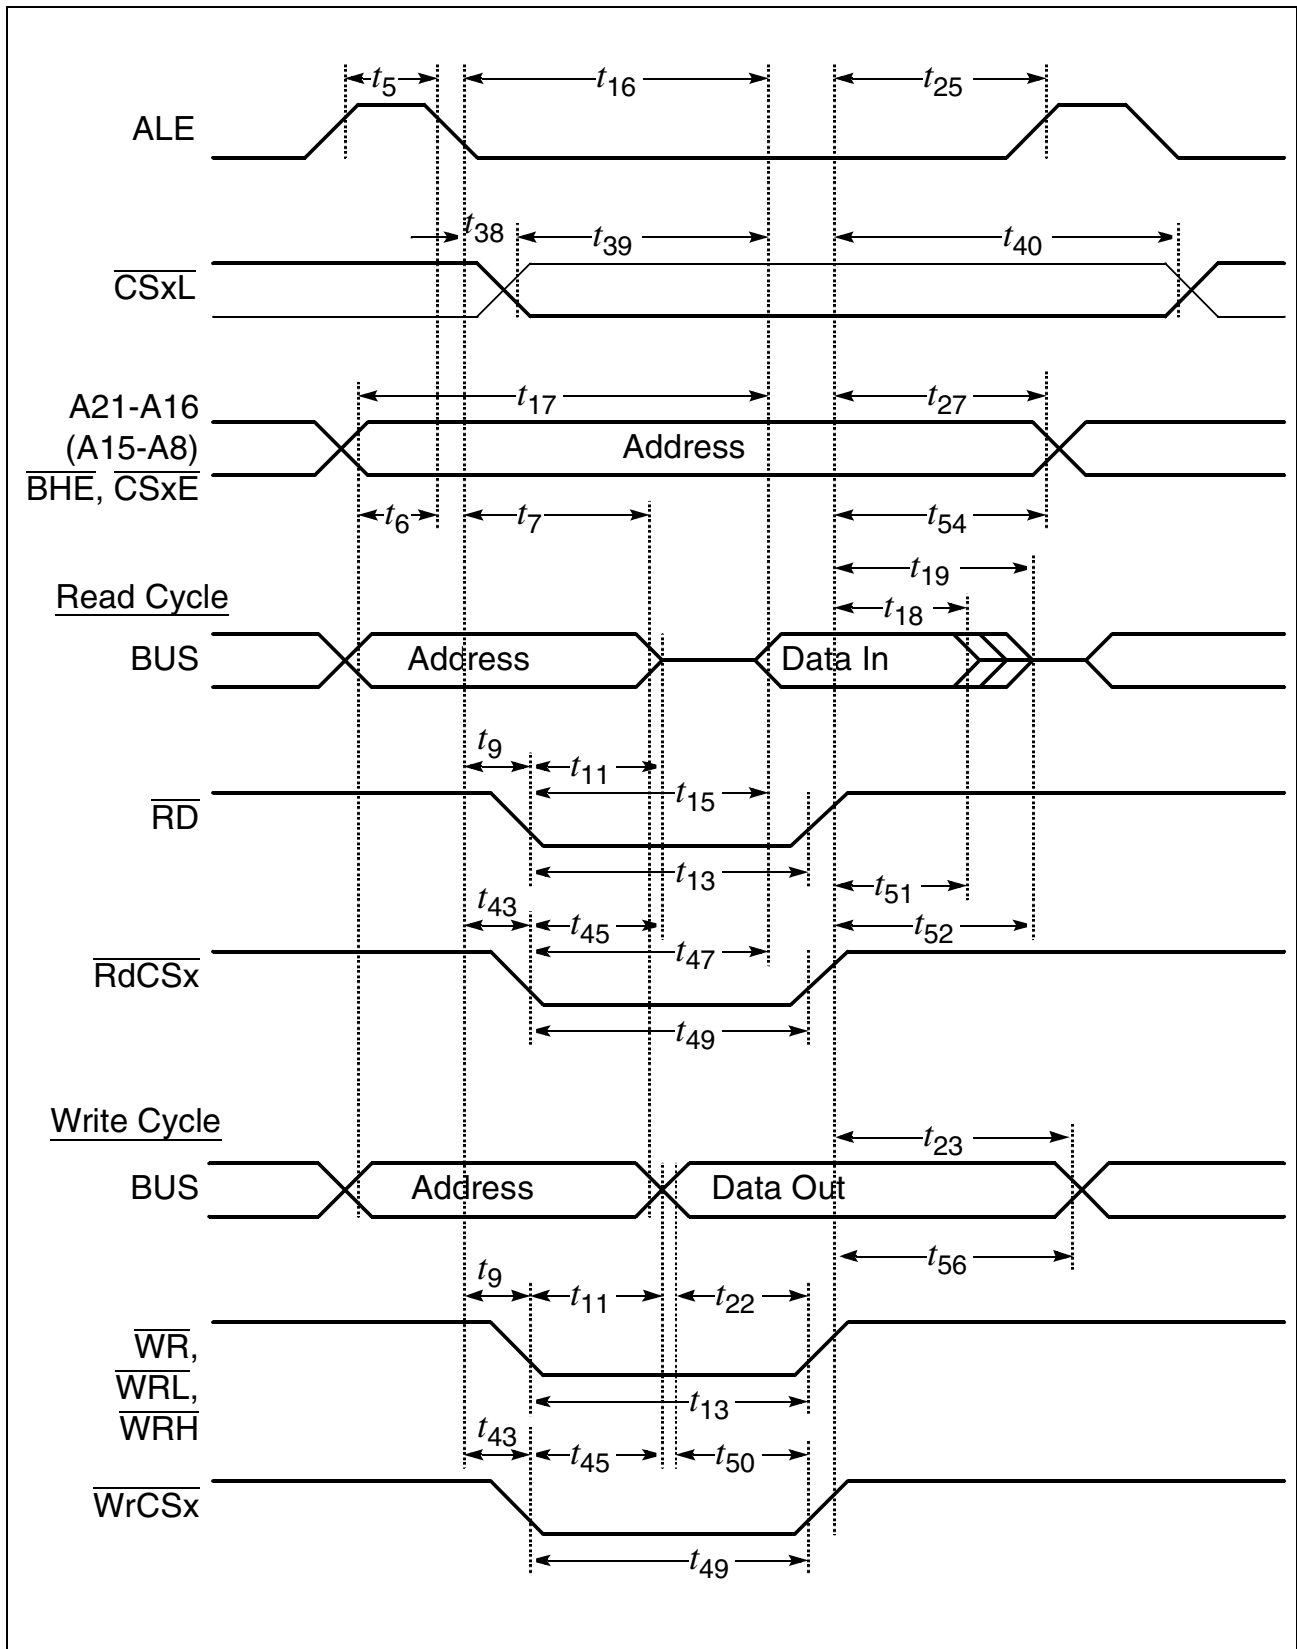 t5
t16
t25
ALE
t38
t39
t40
CSxL
t17
t27
A21-A16
(A15-A8)
Address
BHE, CSxE
t6
t7
t54
t19
Read Cycle
t18
BUS
Address
Data In
t9
t11
t15
RD
t13
t51
t43
t45
t52
t47
RdCSx
t49
Write Cycle
t23
BUS
Address
Data Out
t56
t9
t11
t22
WR,
WRL,
t13
WRH
t43
t45
t50
WrCSx
t49